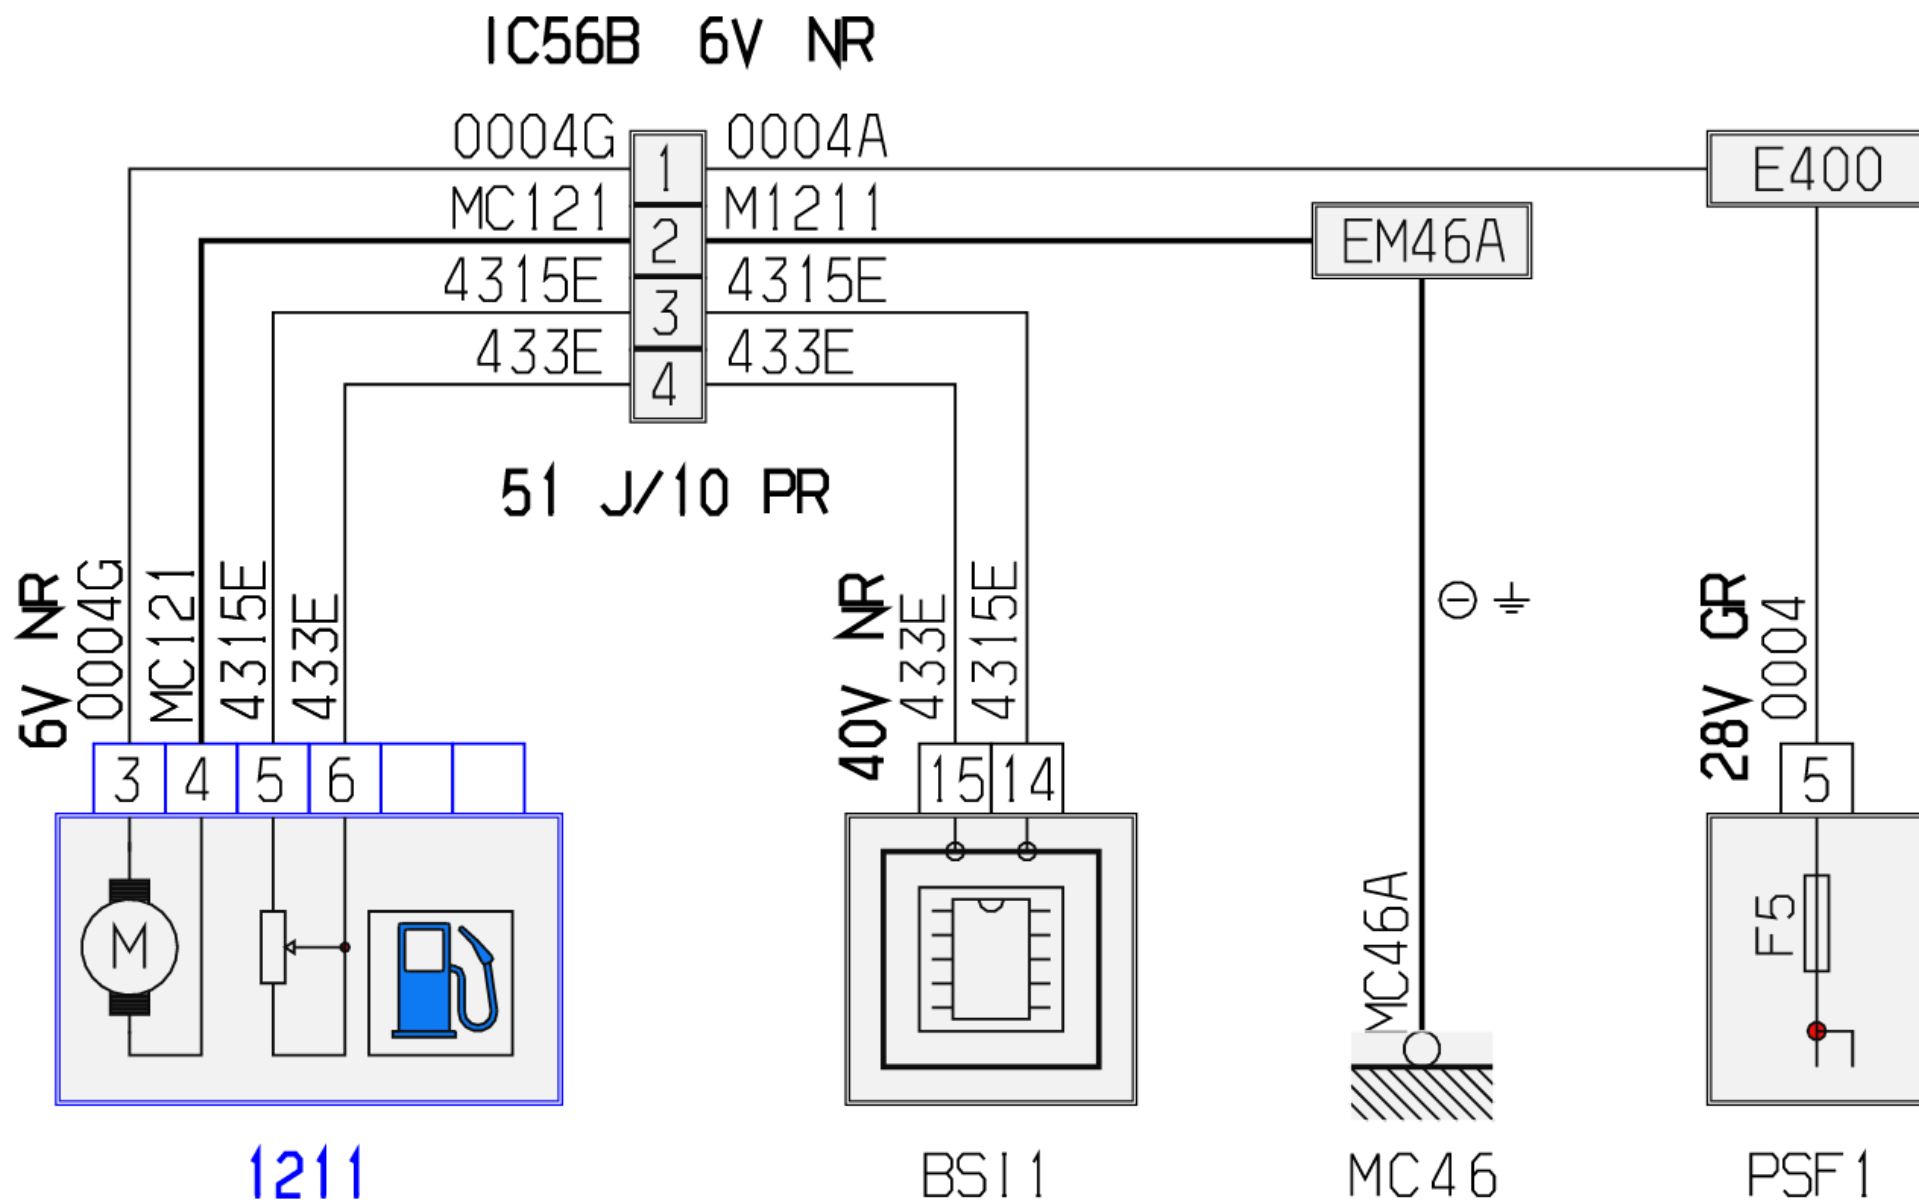 IC56B 6V NR
0004G 1 0004A
E400
MC121 2 M1211
EM46A
4315E 3 4315E
433E 4 433E
51 J/10 PR
6V NR
0004G
MC121
4315E
433E
40V NR
433E
4315E
28V GR
0004
3 4 5 6
15 14
5
M
MC46A
F5
1211
BSI1
MC46
PSF1